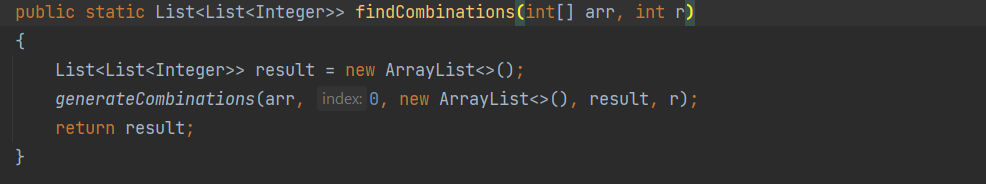 public static List<List<Integer>> findCombinations(int[] arr, int r)
{
    List<List<Integer>> result = new ArrayList<>();
    generateCombinations(arr, index: 0, new ArrayList<>(), result, r);
    return result;
}